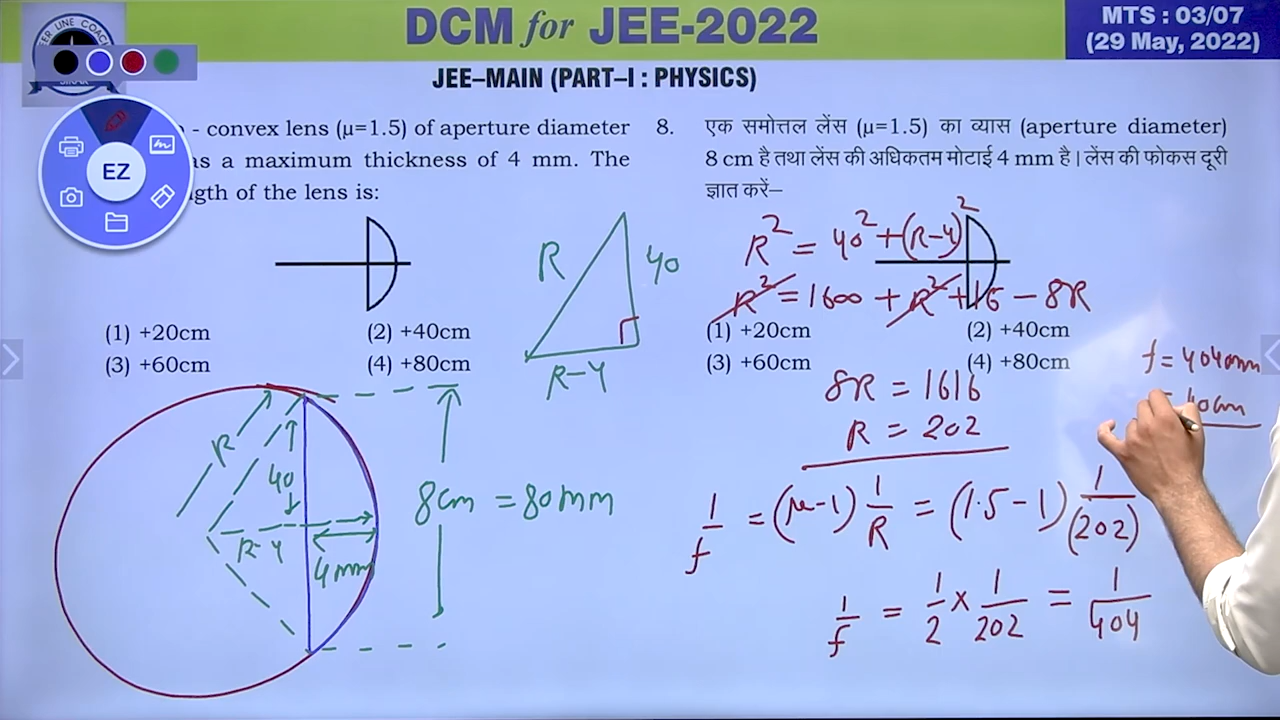 DCM for JEE-2022
MTS : 03/07
(29 May, 2022)
JEE–MAIN (PART–I : PHYSICS)
EZ
- convex lens (μ=1.5) of aperture diameter
as a maximum thickness of 4 mm. The
gth of the lens is:
(1) +20cm (2) +40cm
(3) +60cm (4) +80cm
8. एक समोत्तल लेंस (μ=1.5) का व्यास (aperture diameter)
8 cm है तथा लेंस की अधिकतम मोटाई 4 mm है। लेंस की फोकस दूरी
ज्ञात करें–
(1) +20cm (2) +40cm
(3) +60cm (4) +80cm
R
40
R-4
R
40
R-4
4mm
8cm = 80mm
R² = 40² + (R-4)²
R² = 1600 + R² + 16 - 8R
8R = 1616
R = 202
1/f = (μ-1) 1/R = (1.5-1) 1/(202)
1/f = 1/2 × 1/202 = 1/404
f = 404mm
= 40cm